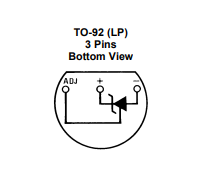 TO-92 (LP)
3 Pins
Bottom View
ADJ + −